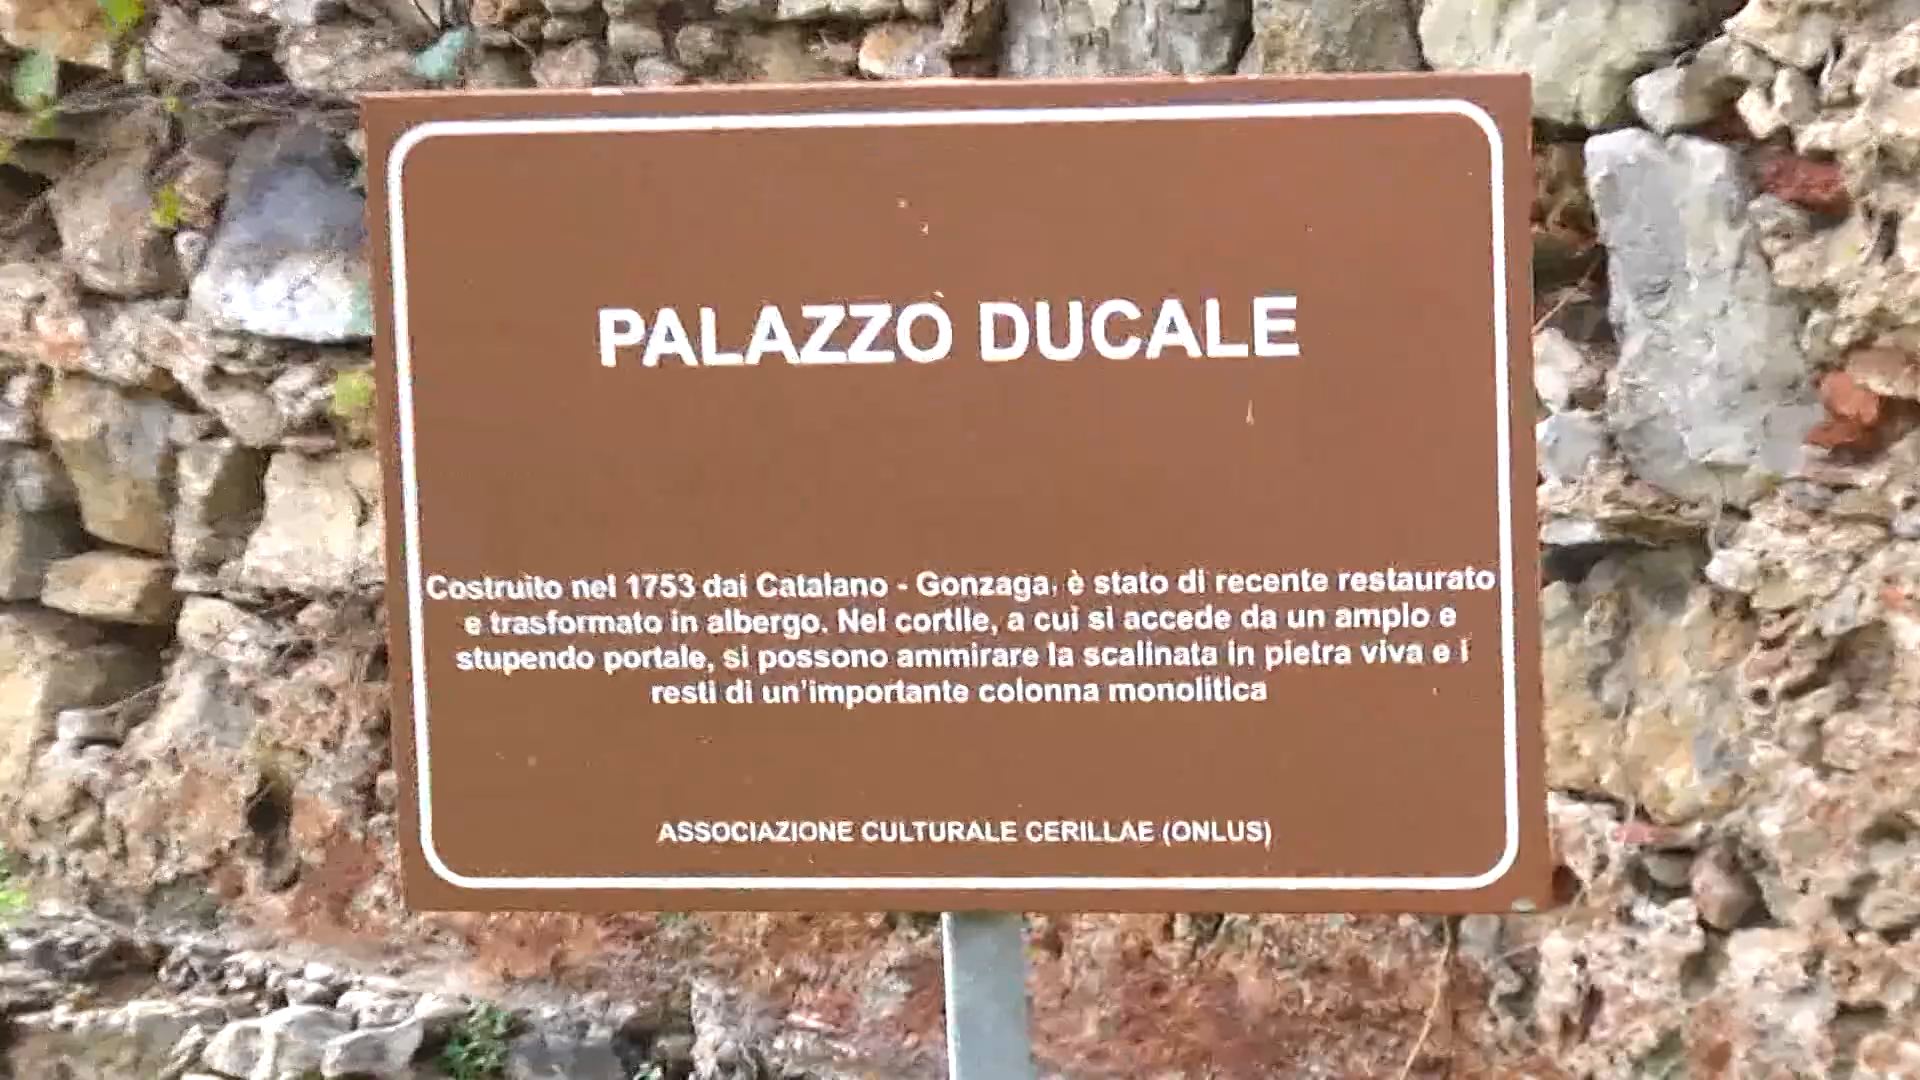 PALAZZO DUCALE
Costruito nel 1753 dai Catalano - Gonzaga, è stato di recente restaurato
e trasformato in albergo. Nel cortile, a cui si accede da un ampio e
stupendo portale, si possono ammirare la scalinata in pietra viva e i
resti di un'importante colonna monolitica
ASSOCIAZIONE CULTURALE CERILLAE (ONLUS)